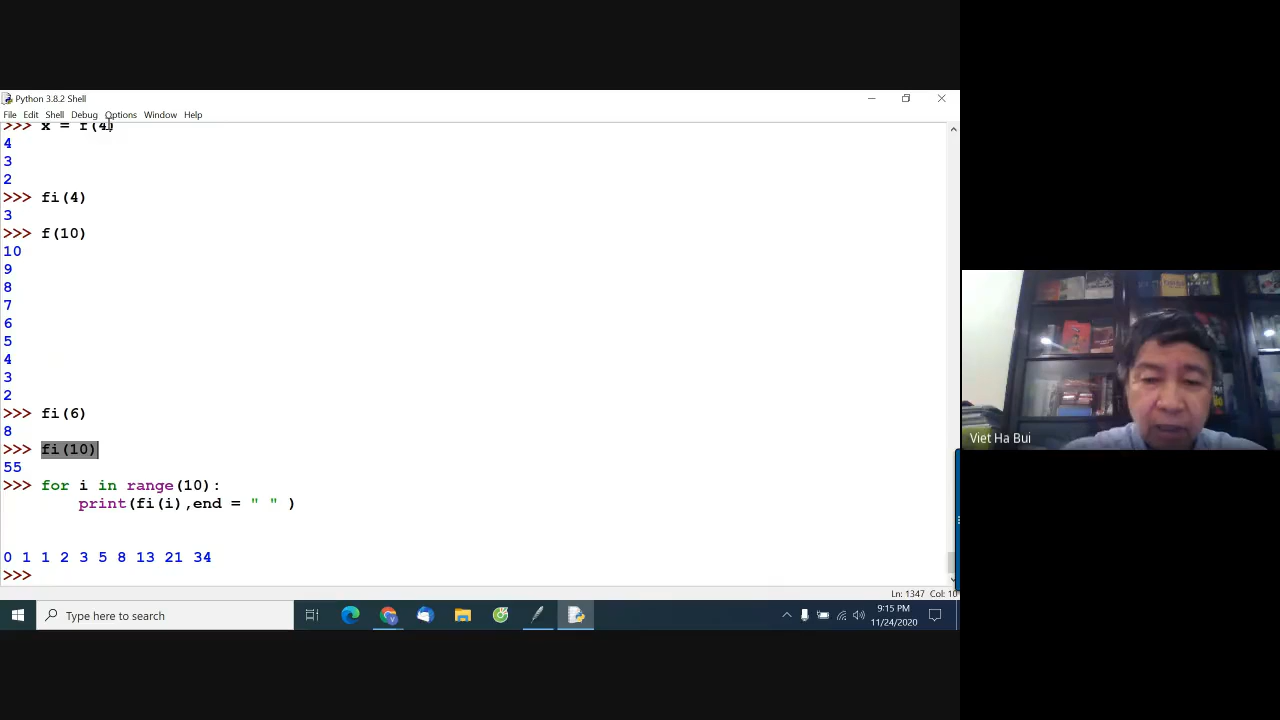 Python 3.8.2 Shell
File Edit Shell Debug Options Window Help
>>> x = f(4)
4
3
2
>>> fi(4)
3
>>> f(10)
10
9
8
7
6
5
4
3
2
>>> fi(6)
8
>>> fi(10)
55
>>> for i in range(10):
print(fi(i),end = " " )
0 1 1 2 3 5 8 13 21 34
>>>
Ln: 1347 Col: 10
Type here to search
9:15 PM
11/24/2020
Viet Ha Bui